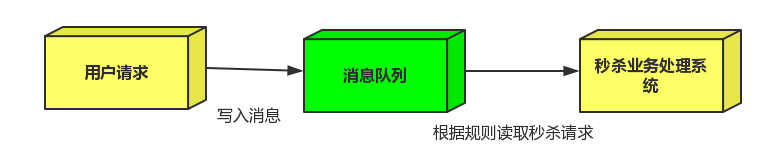 用户请求
写入消息
消息队列
根据规则读取秒杀请求
秒杀业务处理系
统